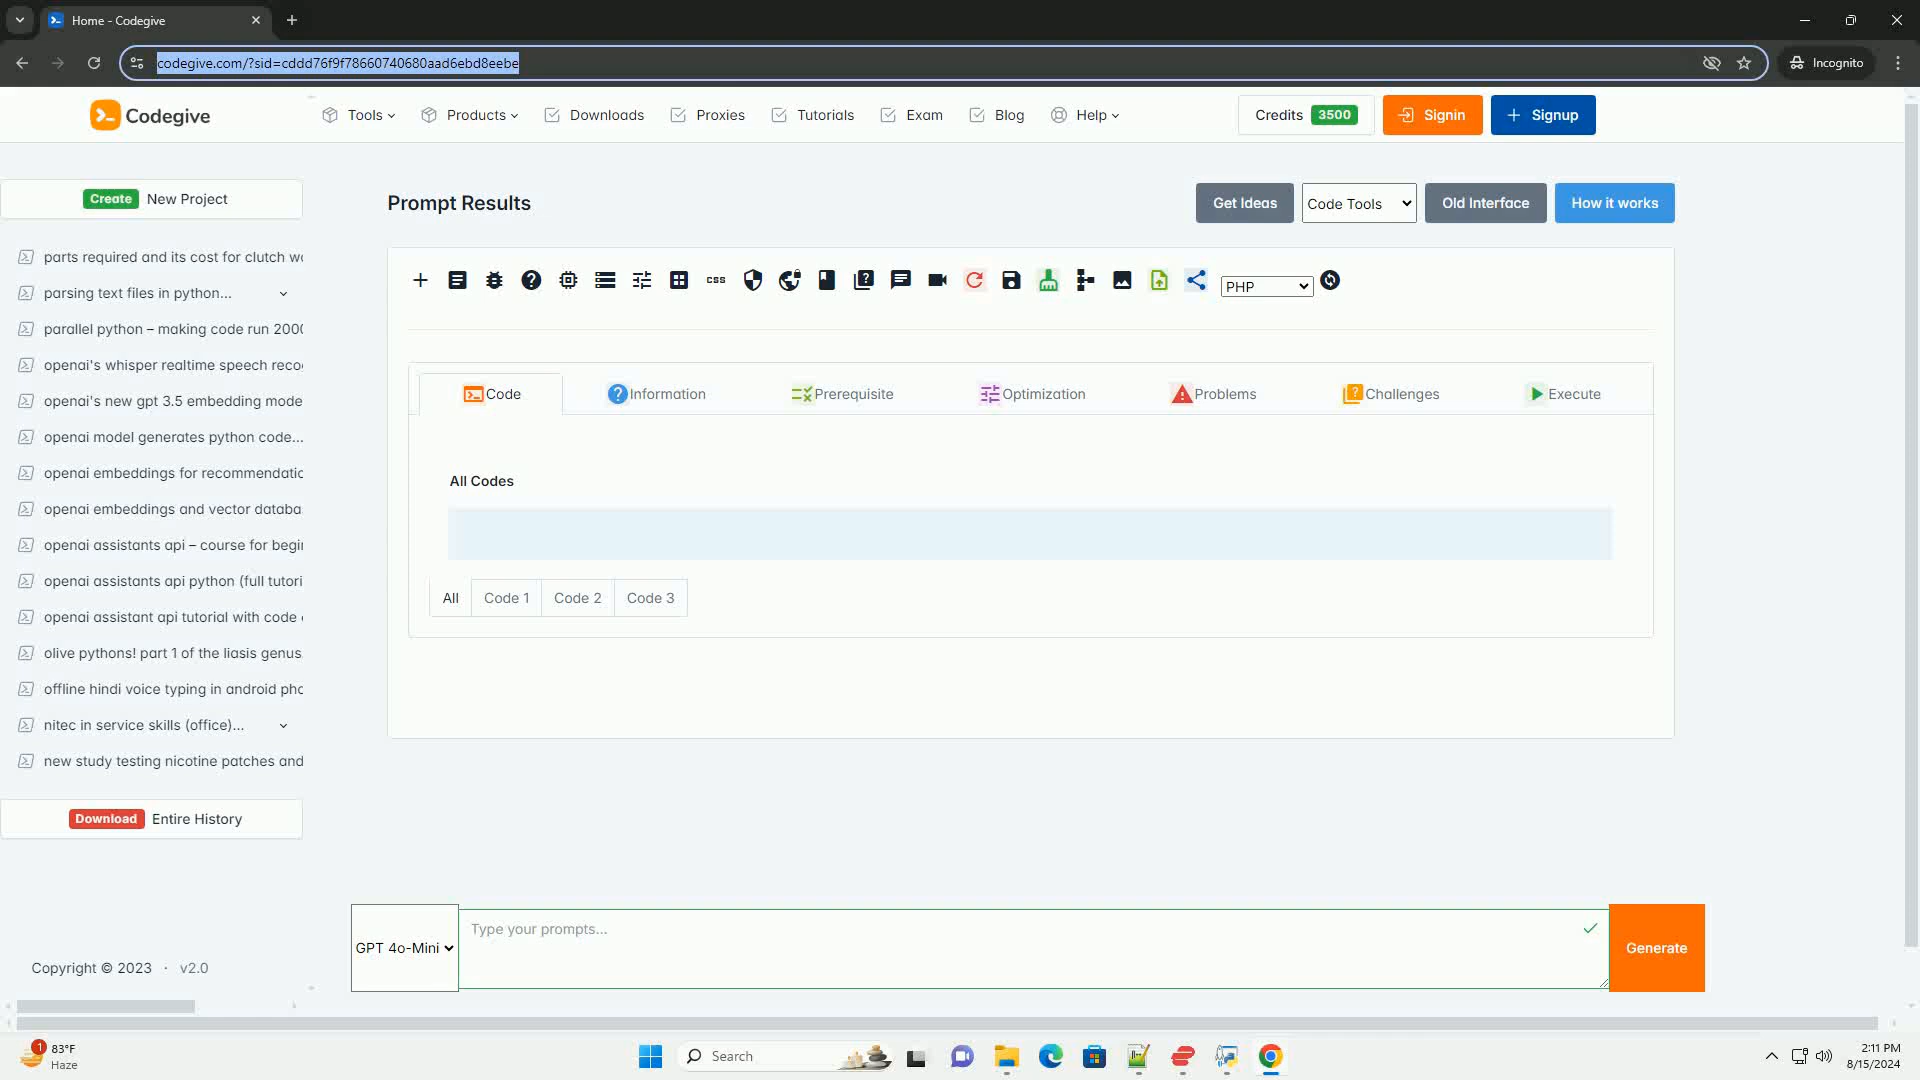 Home - Codegive
codegive.com/?sid=cddd76f9f78660740680aad6ebd8eebe
Incognito
Codegive
Tools
Products
Downloads
Proxies
Tutorials
Exam
Blog
Help
Credits 3500
Signin
Signup
Create New Project
Prompt Results
Get Ideas
Code Tools
Old Interface
How it works
parts required and its cost for clutch wo
parsing text files in python...
parallel python – making code run 2000
openai's whisper realtime speech reco
openai's new gpt 3.5 embedding mode
openai model generates python code...
openai embeddings for recommendatio
openai embeddings and vector databa
openai assistants api – course for begin
openai assistants api python (full tutori
openai assistant api tutorial with code e
olive pythons! part 1 of the liasis genus
offline hindi voice typing in android pho
nitec in service skills (office)...
new study testing nicotine patches and
Download Entire History
Copyright © 2023 · v2.0
css
PHP
Code
Information
Prerequisite
Optimization
Problems
Challenges
Execute
All Codes
All
Code 1
Code 2
Code 3
GPT 4o-Mini
Type your prompts...
Generate
1
83°F
Haze
Search
2:11 PM
8/15/2024